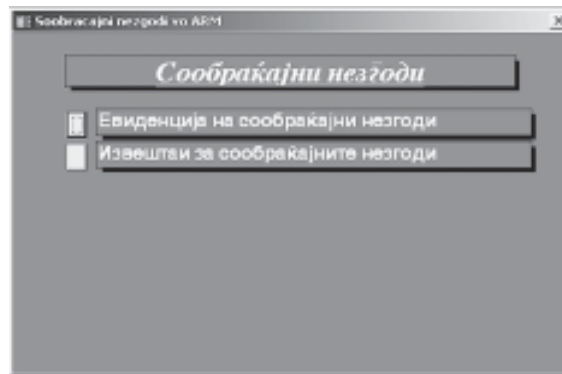 Soobracajni nezgodi vo ARM
Сообраќајни незгоди
Евиденција на сообраќајни незгоди
Извештаи за сообраќајните незгоди